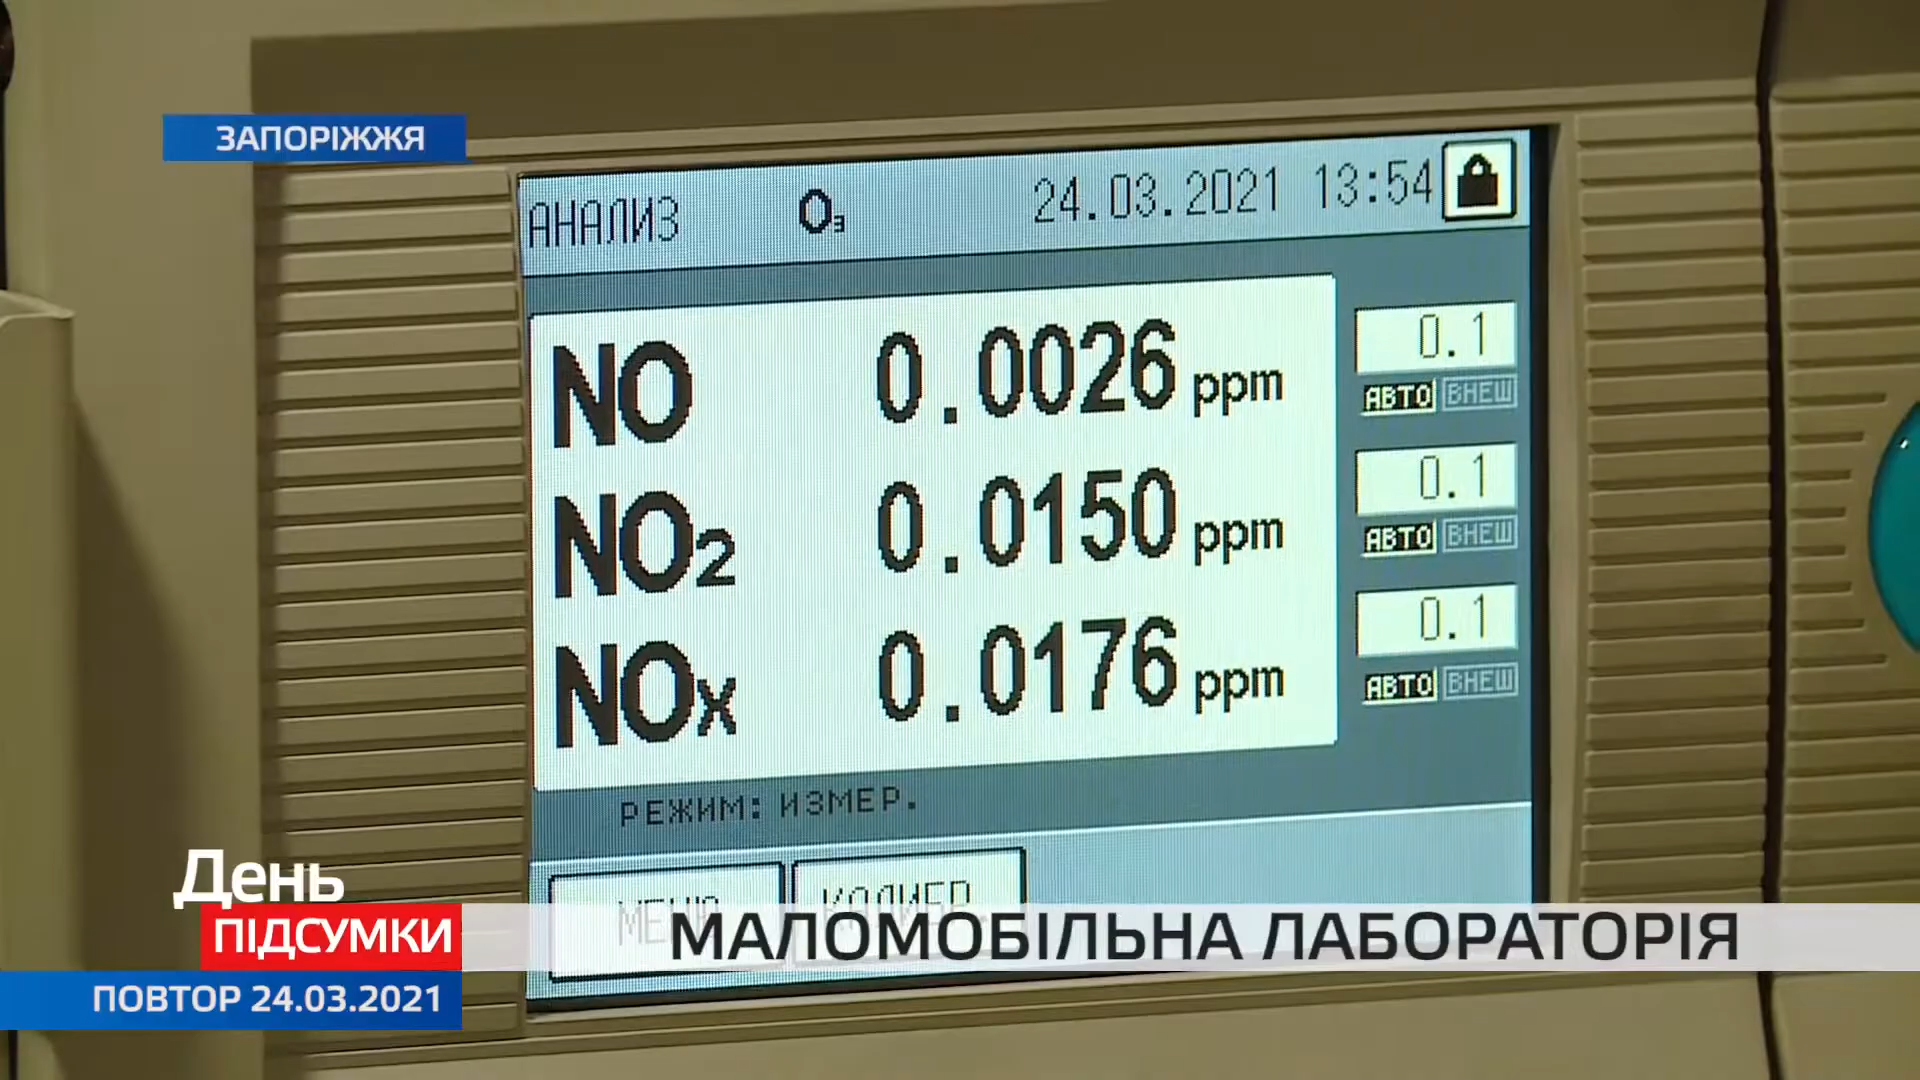 ЗАПОРІЖЖЯ
АНАЛИЗ O₃ 24.03.2021 13:54
NO 0.0026 ppm 0.1
АВТО ВНЕШ
NO2 0.0150 ppm 0.1
АВТО ВНЕШ
NOx 0.0176 ppm 0.1
АВТО ВНЕШ
РЕЖИМ: ИЗМЕР.
МЕНЮ КАЛИБР.
День
ПІДСУМКИ
МАЛОМОБІЛЬНА ЛАБОРАТОРІЯ
ПОВТОР 24.03.2021